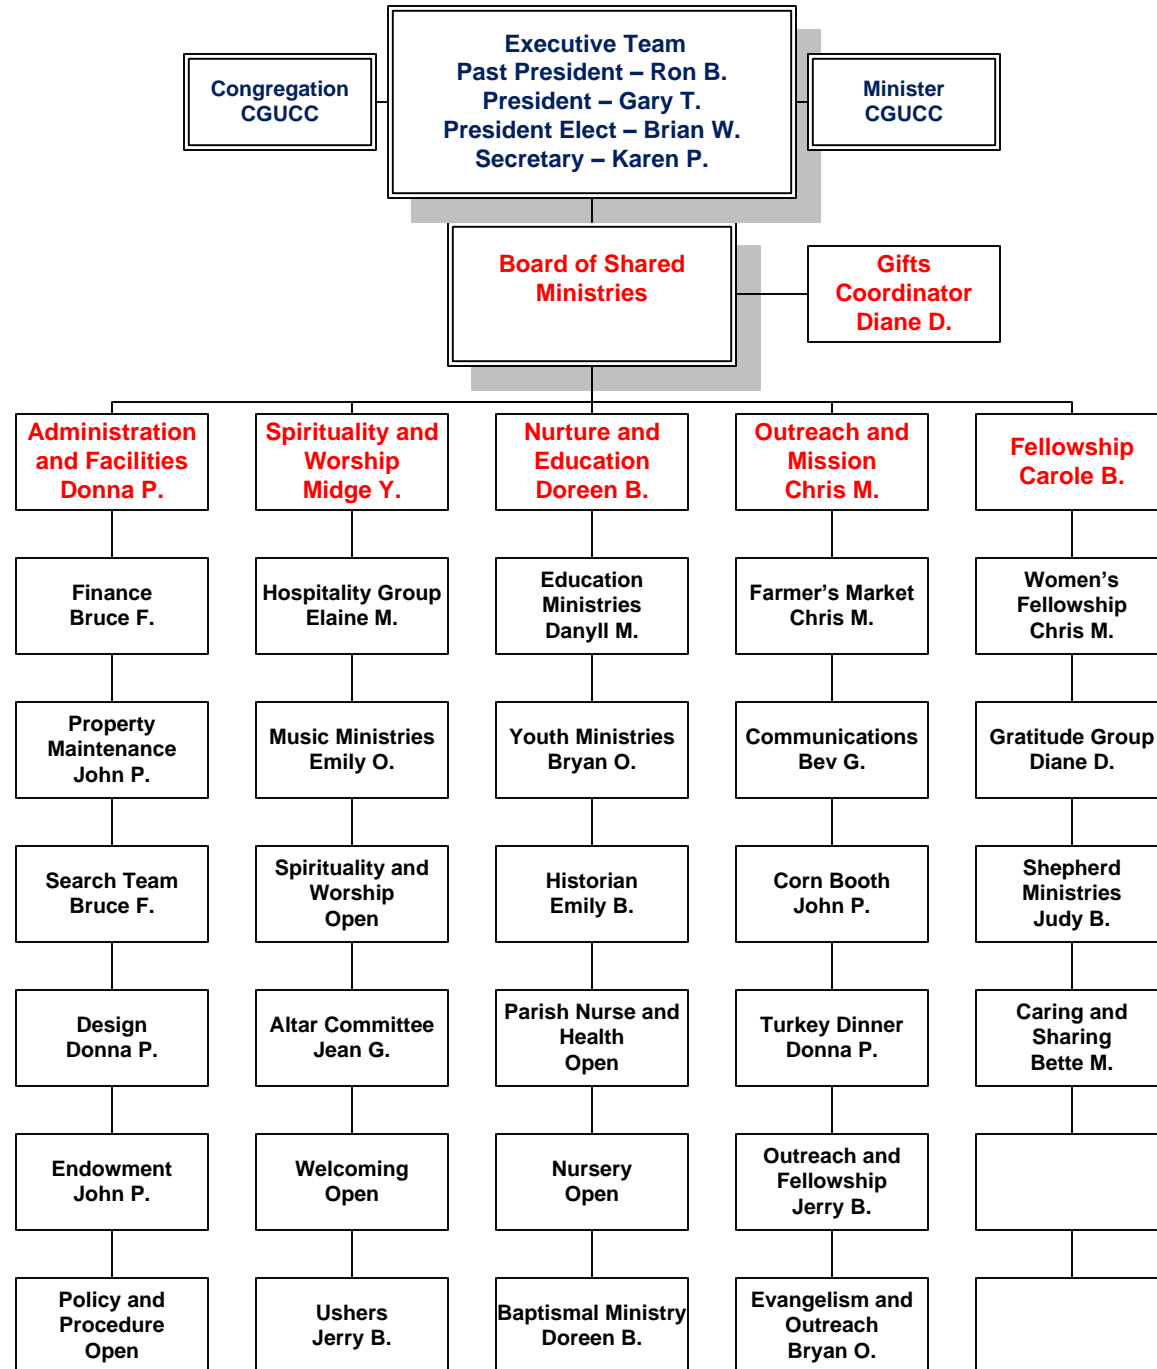 Executive Team
Past President – Ron B.
President – Gary T.
President Elect – Brian W.
Secretary – Karen P.
Congregation
CGUCC
Minister
CGUCC
Board of Shared
Ministries
Gifts
Coordinator
Diane D.
Administration
and Facilities
Donna P.
Spirituality and
Worship
Midge Y.
Nurture and
Education
Doreen B.
Outreach and
Mission
Chris M.
Fellowship
Carole B.
Finance
Bruce F.
Hospitality Group
Elaine M.
Education
Ministries
Danyll M.
Farmer’s Market
Chris M.
Women’s
Fellowship
Chris M.
Property
Maintenance
John P.
Music Ministries
Emily O.
Youth Ministries
Bryan O.
Communications
Bev G.
Gratitude Group
Diane D.
Search Team
Bruce F.
Spirituality and
Worship
Open
Historian
Emily B.
Corn Booth
John P.
Shepherd
Ministries
Judy B.
Design
Donna P.
Altar Committee
Jean G.
Parish Nurse and
Health
Open
Turkey Dinner
Donna P.
Caring and
Sharing
Bette M.
Endowment
John P.
Welcoming
Open
Nursery
Open
Outreach and
Fellowship
Jerry B.
Policy and
Procedure
Open
Ushers
Jerry B.
Baptismal Ministry
Doreen B.
Evangelism and
Outreach
Bryan O.